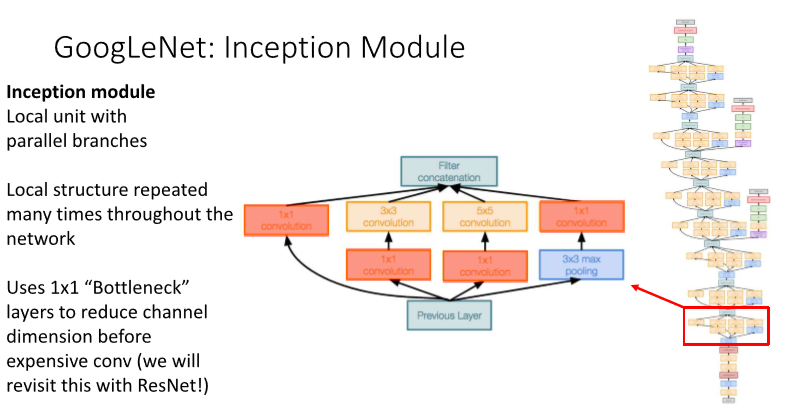 GoogLeNet: Inception Module
Inception module
Local unit with
parallel branches
Local structure repeated
many times throughout the
network
Uses 1x1 “Bottleneck”
layers to reduce channel
dimension before
expensive conv (we will
revisit this with ResNet!)
Filter
concatenation
1x1
convolution
3x3
convolution
5x5
convolution
1x1
convolution
1x1
convolution
1x1
convolution
3x3 max
pooling
Previous Layer